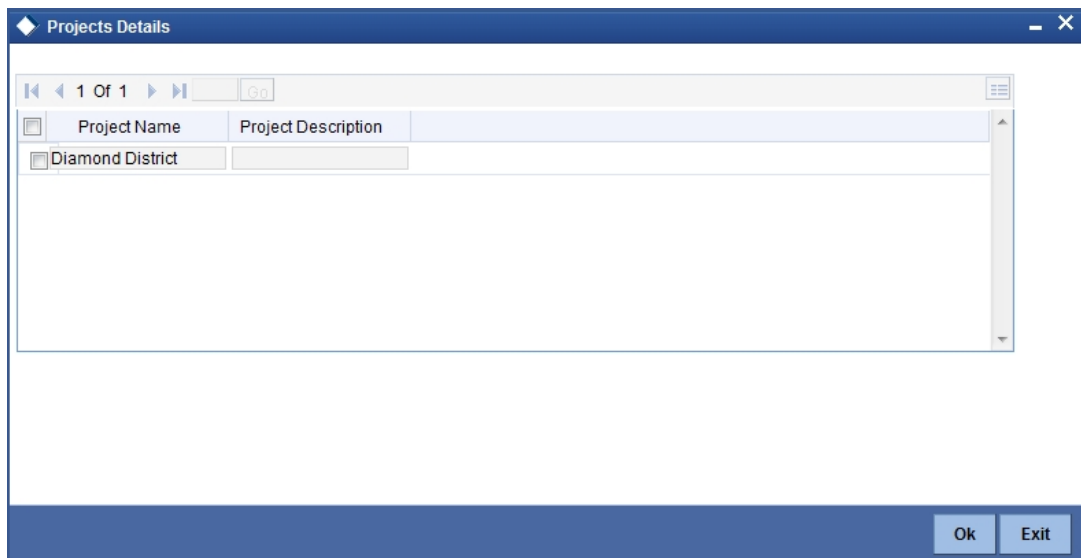 Projects Details
1 Of 1 Go
Project Name Project Description
Diamond District
Ok Exit